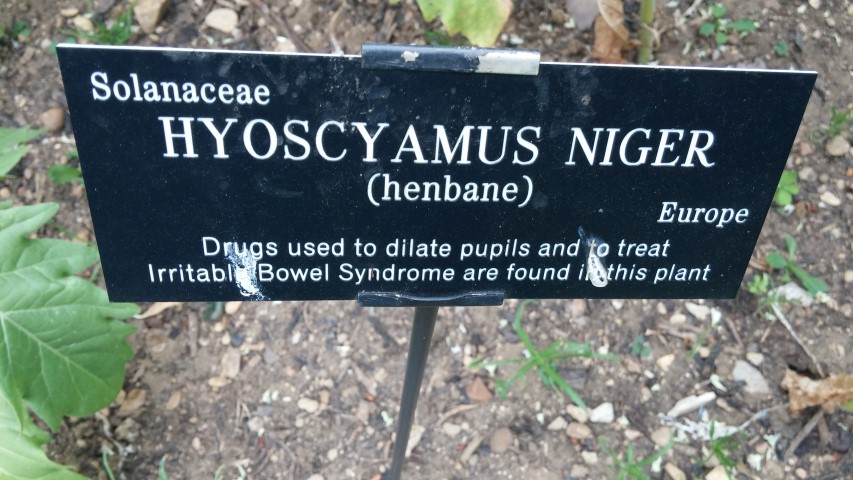 Solanaceae
HYOSCYAMUS NIGER
(henbane)
Europe
Drugs used to dilate pupils and to treat
Irritable Bowel Syndrome are found in this plant